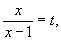 x/(x − 1) = t,